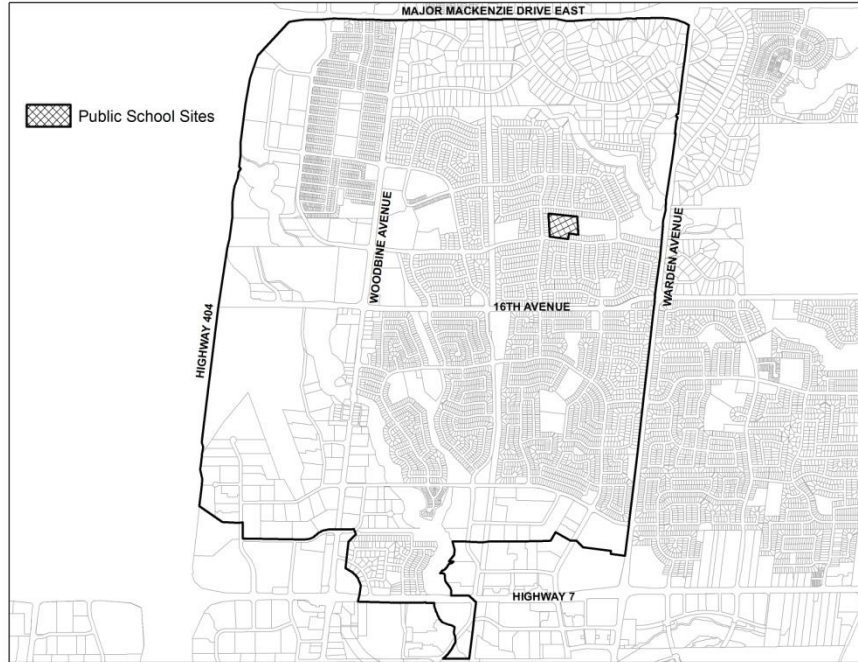 MAJOR MACKENZIE DRIVE EAST
Public School Sites
WOODBINE AVENUE
WARDEN AVENUE
16TH AVENUE
HIGHWAY 404
HIGHWAY 7